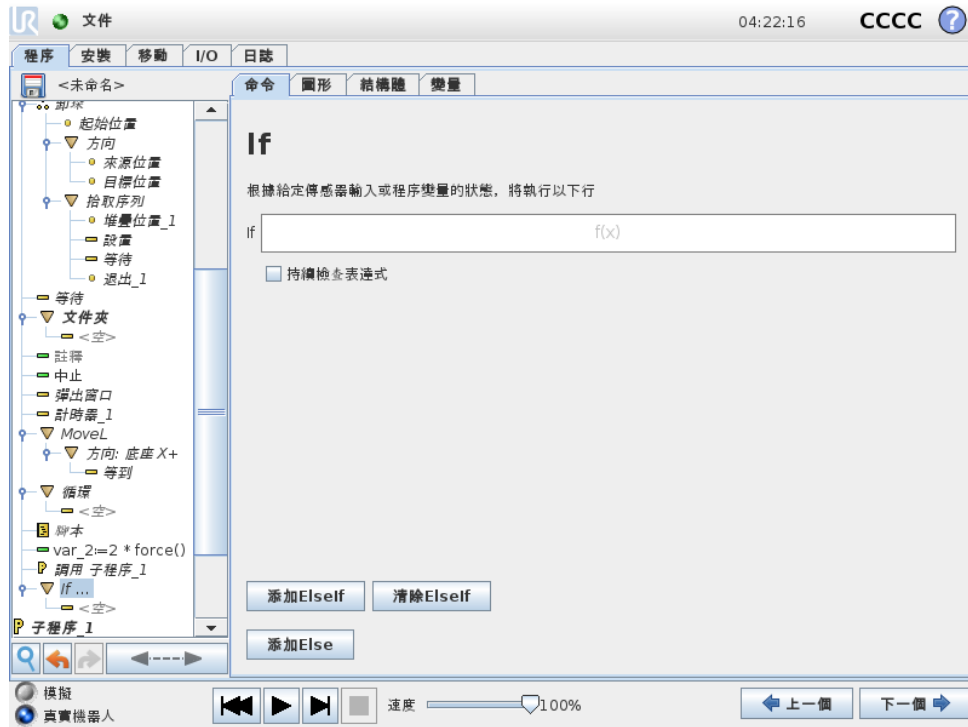 UR 文件 04:22:16 CCCC ?
程序 安裝 移動 I/O 日誌
<未命名> 命令 圖形 結構體 變量
卸垛
起始位置
方向
來源位置
目標位置
拾取序列
堆疊位置_1
設置
等待
退出_1
等待
文件夾
<空>
註釋
中止
彈出窗口
計時器_1
MoveL
方向: 底座 X+
等到
循環
<空>
腳本
var_2:=2 * force()
調用 子程序_1
If ...
<空>
子程序_1
If
根據給定傳感器輸入或程序變量的狀態，將執行以下行
If f(x)
持續檢查表達式
添加ElseIf 清除ElseIf
添加Else
模擬
真實機器人
速度 100%
上一個 下一個